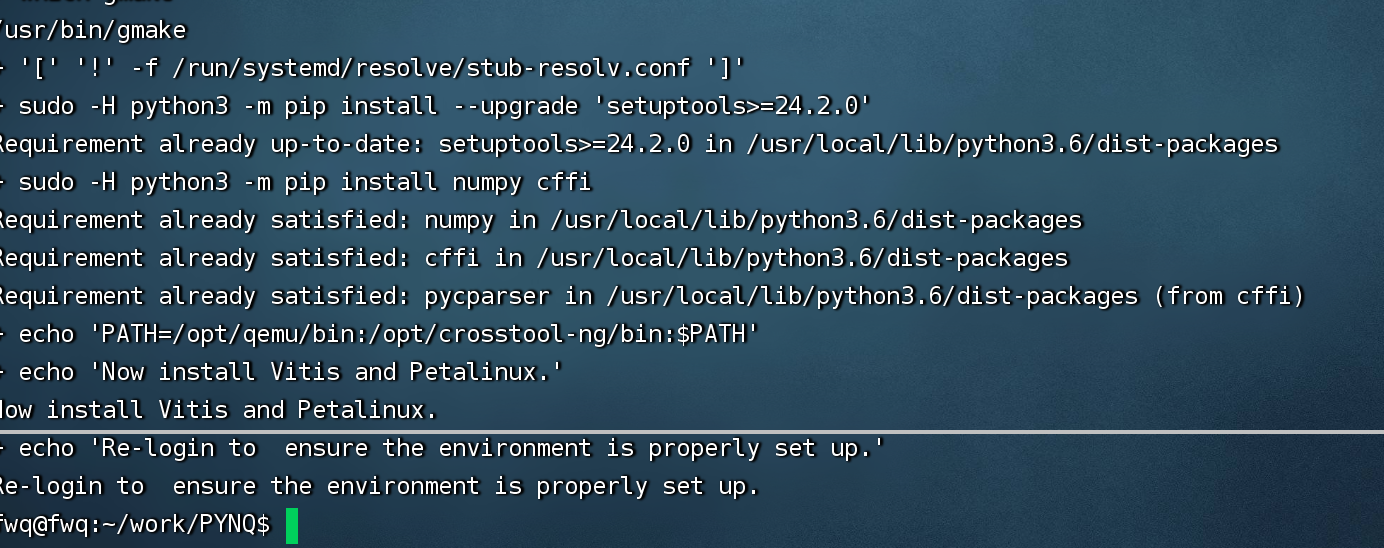 /usr/bin/gmake
+ '[' '!' -f /run/systemd/resolve/stub-resolv.conf ']'
+ sudo -H python3 -m pip install --upgrade 'setuptools>=24.2.0'
Requirement already up-to-date: setuptools>=24.2.0 in /usr/local/lib/python3.6/dist-packages
+ sudo -H python3 -m pip install numpy cffi
Requirement already satisfied: numpy in /usr/local/lib/python3.6/dist-packages
Requirement already satisfied: cffi in /usr/local/lib/python3.6/dist-packages
Requirement already satisfied: pycparser in /usr/local/lib/python3.6/dist-packages (from cffi)
+ echo 'PATH=/opt/qemu/bin:/opt/crosstool-ng/bin:$PATH'
+ echo 'Now install Vitis and Petalinux.'
Now install Vitis and Petalinux.
+ echo 'Re-login to  ensure the environment is properly set up.'
Re-login to  ensure the environment is properly set up.
fwq@fwq:~/work/PYNQ$